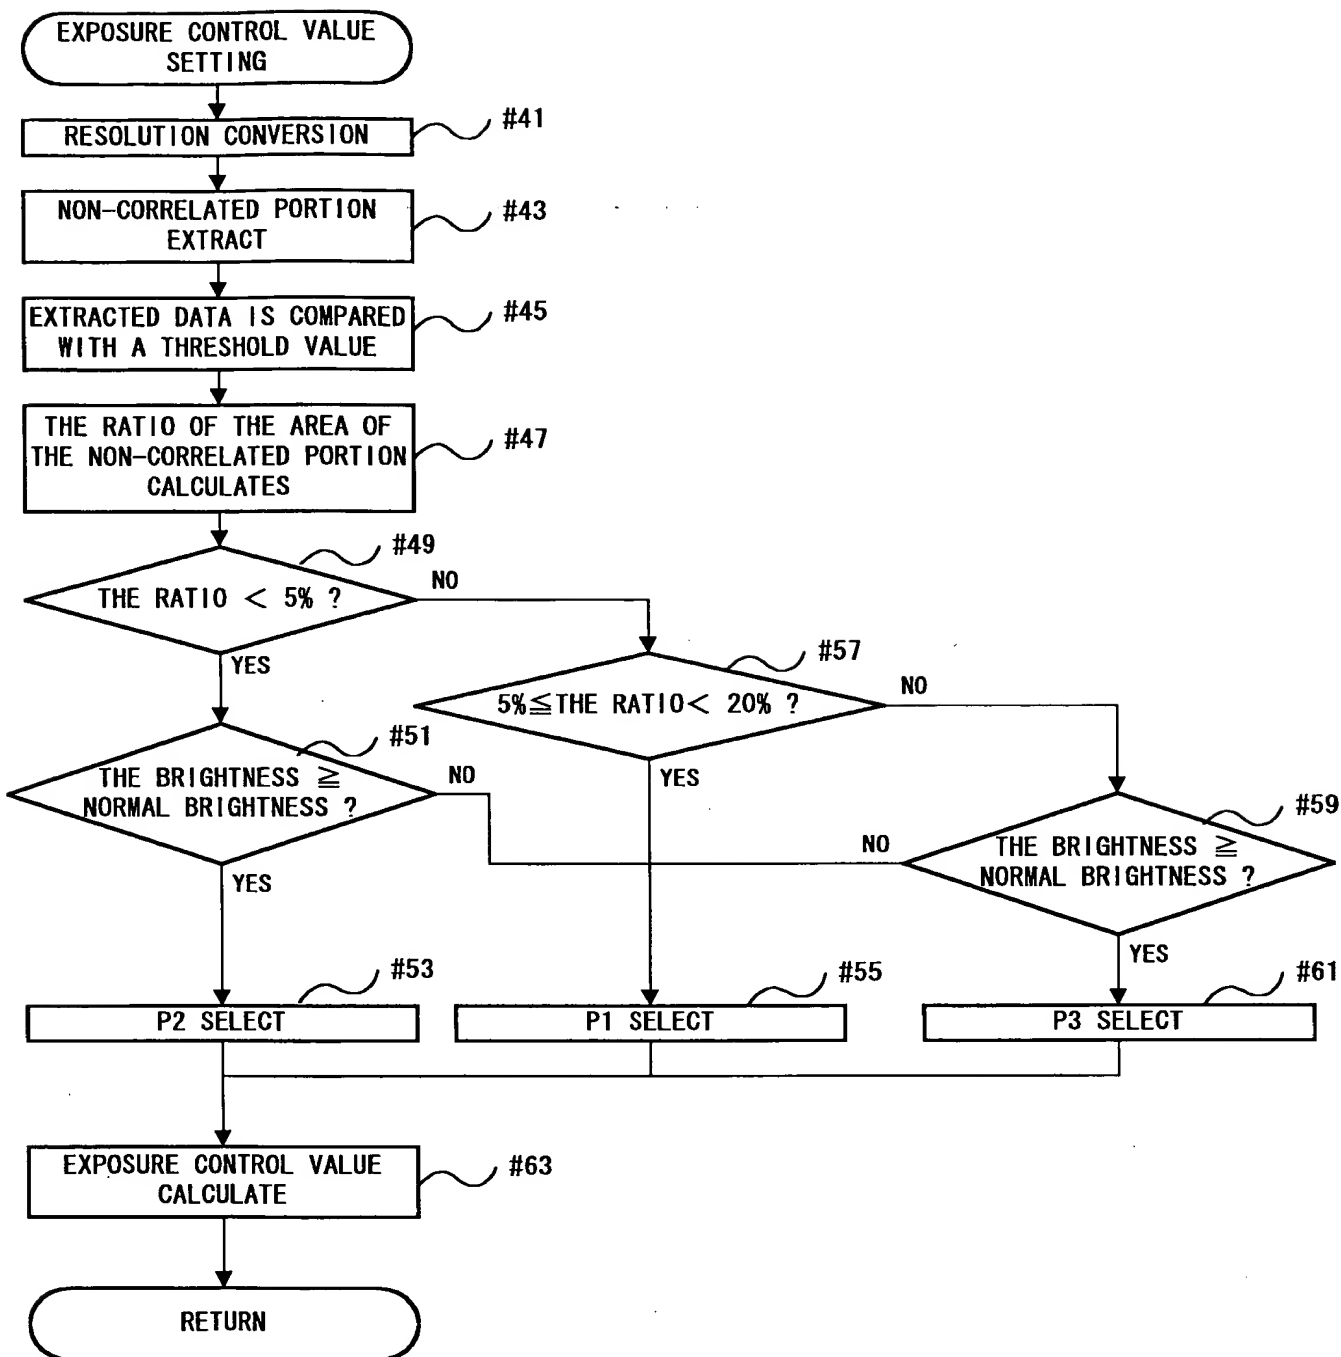 EXPOSURE CONTROL VALUE
SETTING
RESOLUTION CONVERSION
#41
NON-CORRELATED PORTION
EXTRACT
#43
EXTRACTED DATA IS COMPARED
WITH A THRESHOLD VALUE
#45
THE RATIO OF THE AREA OF
THE NON-CORRELATED PORTION
CALCULATES
#47
#49
THE RATIO < 5% ?
NO
YES
#57
5%≦THE RATIO< 20% ?
NO
YES
#51
THE BRIGHTNESS ≧
NORMAL BRIGHTNESS ?
NO
YES
#59
THE BRIGHTNESS ≧
NORMAL BRIGHTNESS ?
NO
YES
#53
P2 SELECT
#55
P1 SELECT
#61
P3 SELECT
EXPOSURE CONTROL VALUE
CALCULATE
#63
RETURN